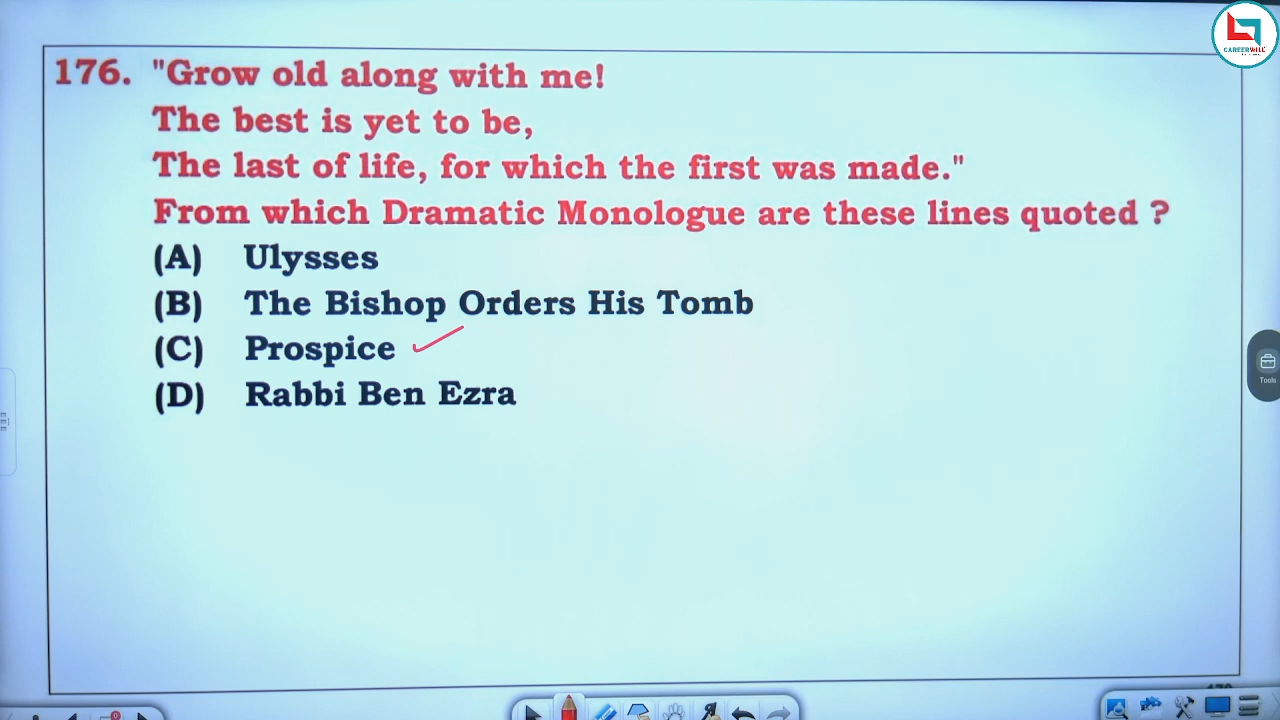 CAREERWILL
176. "Grow old along with me!
The best is yet to be,
The last of life, for which the first was made."
From which Dramatic Monologue are these lines quoted ?
(A) Ulysses
(B) The Bishop Orders His Tomb
(C) Prospice
(D) Rabbi Ben Ezra
Tools